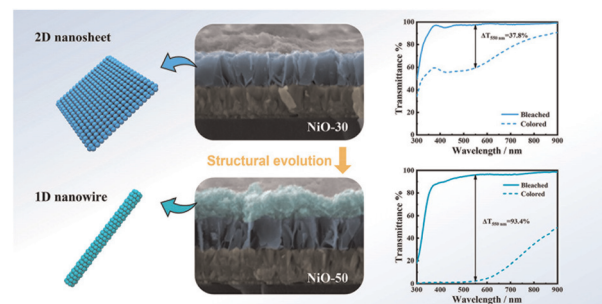 2D nanosheet
NiO-30
Structural evolution
1D nanowire
NiO-50
Transmittance %
100
80
60
40
20
0
ΔT550 nm=37.8%
Bleached
Colored
300 400 500 600 700 800 900
Wavelength / nm
Transmittance %
100
80
60
40
20
0
ΔT550 nm=93.4%
Bleached
Colored
300 400 500 600 700 800 900
Wavelength / nm